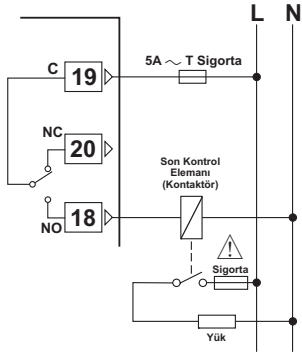 L N
C 19
5A ~ T Sigorta
NC 20
Son Kontrol
Elemanı
(Kontaktör)
18
NO
Sigorta
Yük